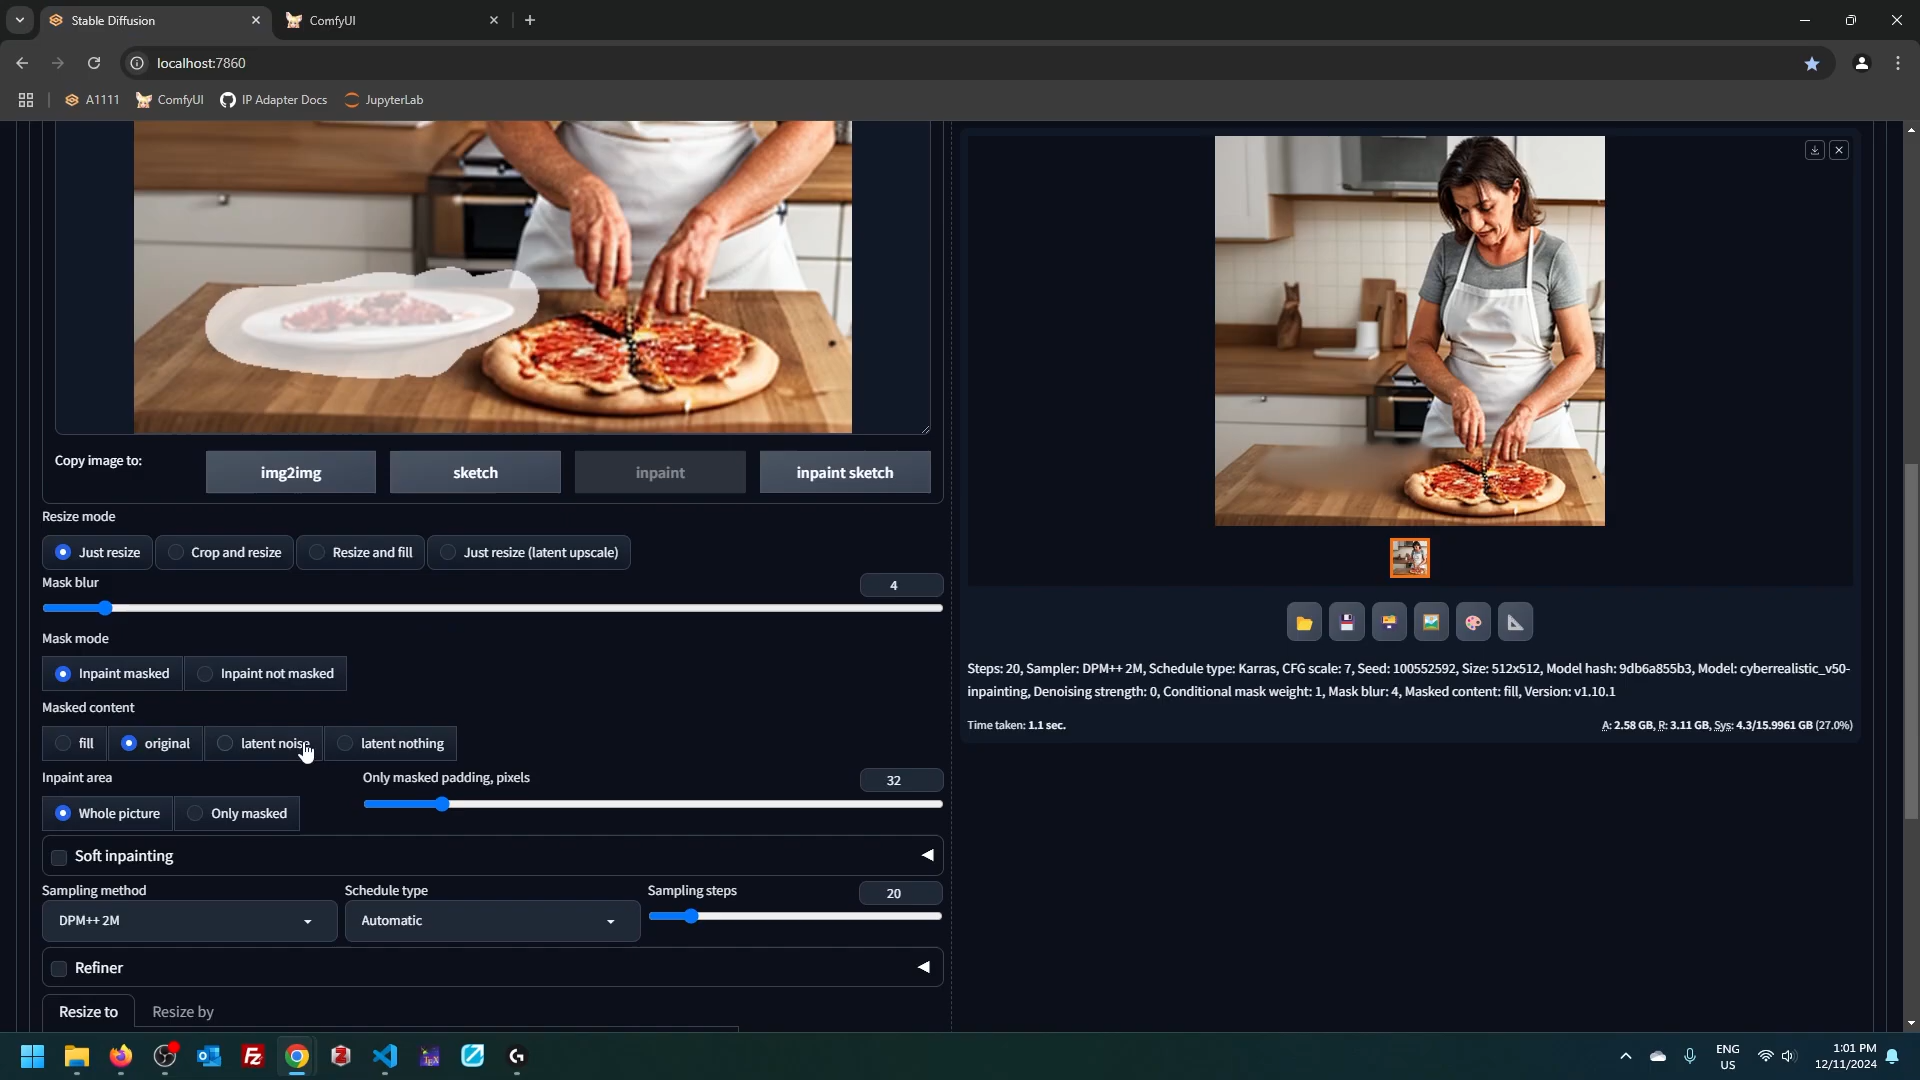 Stable Diffusion
ComfyUI
localhost:7860
A1111
ComfyUI
IP Adapter Docs
JupyterLab
Copy image to:
img2img
sketch
inpaint
inpaint sketch
Resize mode
Just resize
Crop and resize
Resize and fill
Just resize (latent upscale)
Mask blur
4
Mask mode
Inpaint masked
Inpaint not masked
Masked content
fill
original
latent noise
latent nothing
Inpaint area
Only masked padding, pixels
32
Whole picture
Only masked
Soft inpainting
Sampling method
Schedule type
Sampling steps
20
DPM++ 2M
Automatic
Refiner
Resize to
Resize by
Steps: 20, Sampler: DPM++ 2M, Schedule type: Karras, CFG scale: 7, Seed: 100552592, Size: 512x512, Model hash: 9db6a855b3, Model: cyberrealistic_v50-
inpainting, Denoising strength: 0, Conditional mask weight: 1, Mask blur: 4, Masked content: fill, Version: v1.10.1
Time taken: 1.1 sec.
A: 2.58 GB, R: 3.11 GB, Sys: 4.3/15.9961 GB (27.0%)
ENG
US
1:01 PM
12/11/2024